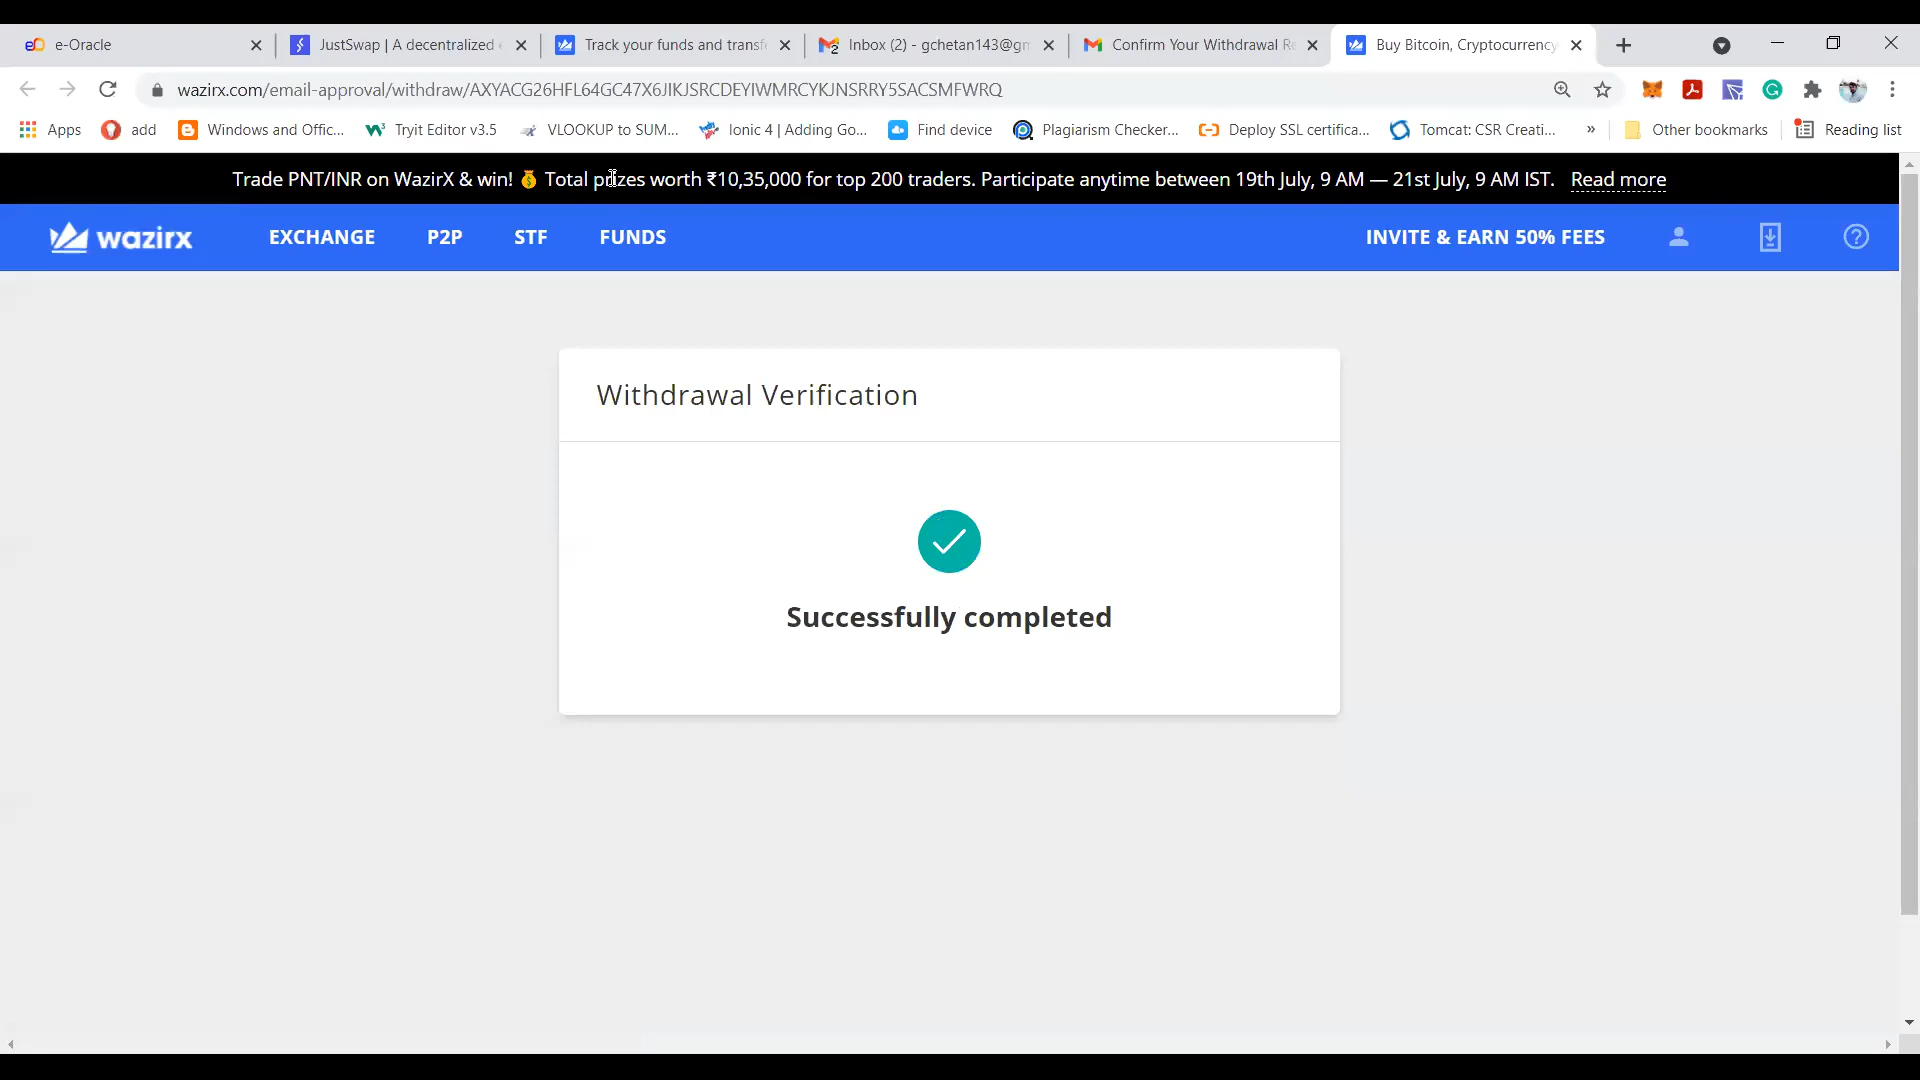 e-Oracle
JustSwap | A decentralized
Track your funds and transf
Inbox (2) - gchetan143@gm
Confirm Your Withdrawal Re
Buy Bitcoin, Cryptocurrency
wazirx.com/email-approval/withdraw/AXYACG26HFL64GC47X6JIKJSRCDEYIWMRCYKJNSRRY5SACSMFWRQ
Apps
add
Windows and Offic...
Tryit Editor v3.5
VLOOKUP to SUM...
Ionic 4 | Adding Go...
Find device
Plagiarism Checker...
Deploy SSL certifica...
Tomcat: CSR Creati...
»
Other bookmarks
Reading list
Trade PNT/INR on WazirX & win! 💰 Total prizes worth ₹10,35,000 for top 200 traders. Participate anytime between 19th July, 9 AM — 21st July, 9 AM IST. Read more
wazirx
EXCHANGE
P2P
STF
FUNDS
INVITE & EARN 50% FEES
Withdrawal Verification
Successfully completed